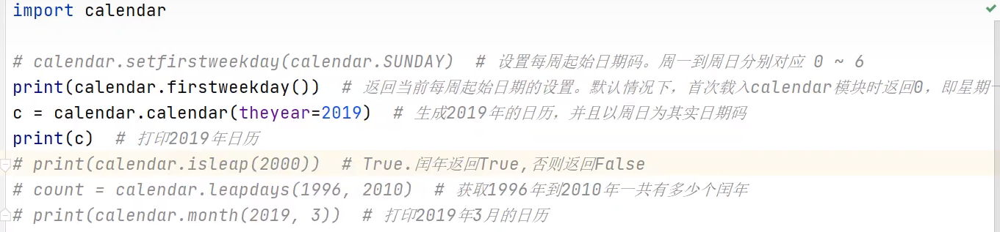 import calendar
# calendar.setfirstweekday(calendar.SUNDAY)  # 设置每周起始日期码。周一到周日分别对应 0 ~ 6
print(calendar.firstweekday())  # 返回当前每周起始日期的设置。默认情况下，首次载入calendar模块时返回0，即星期一
c = calendar.calendar(theyear=2019)  # 生成2019年的日历，并且以周日为其实日期码
print(c)  # 打印2019年日历
# print(calendar.isleap(2000))  # True.闰年返回True,否则返回False
# count = calendar.leapdays(1996, 2010)  # 获取1996年到2010年一共有多少个闰年
# print(calendar.month(2019, 3))  # 打印2019年3月的日历